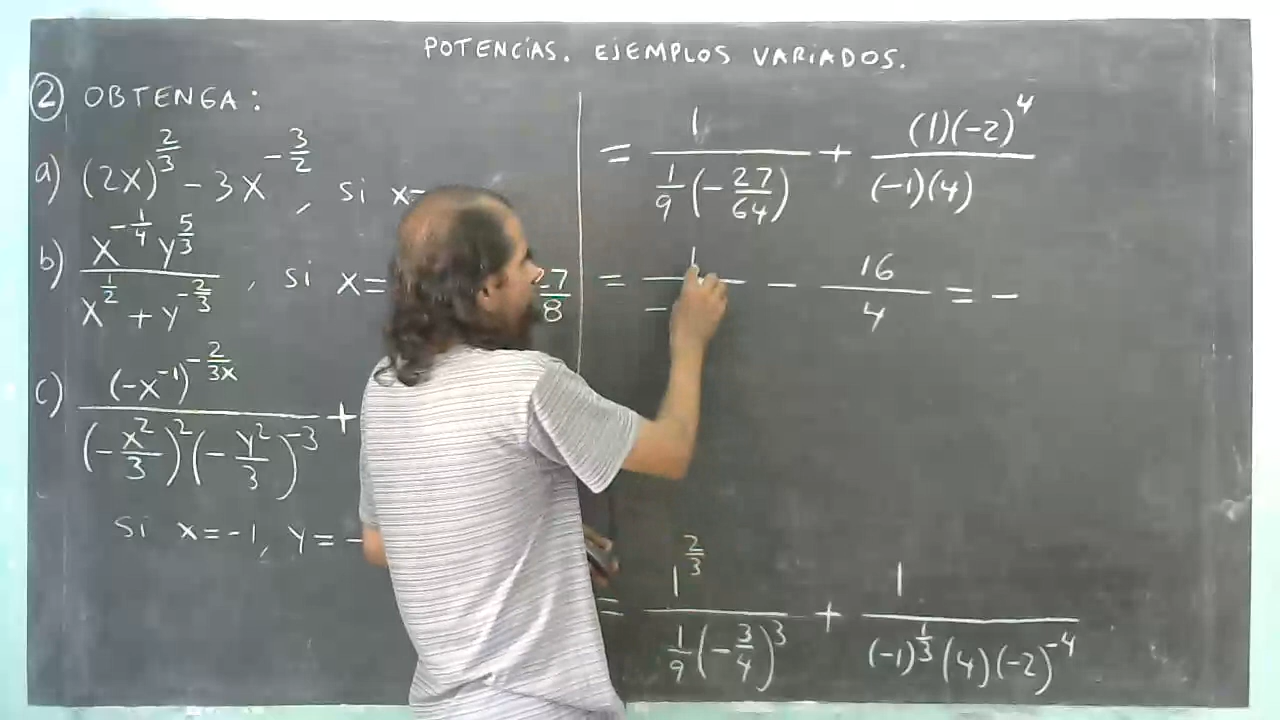 POTENCIAS. EJEMPLOS VARIADOS.
② OBTENGA:
a) (2x)^(2/3) - 3x^(-3/2), si x=
b) (x^(-1/4) y^(5/3)) / (x^(1/2) + y^(-2/3)), si x= 27/8
c) (-x^(-1))^(-2/(3x)) / ((-x^2/3)^2 (-y^2/3)^(-3)) +
si x=-1, y=-
= 1 / ((1/9)(-27/64)) + (1)(-2)^4 / ((-1)(4))
= 1 / - - 16/4 = -
= 1^(2/3) / ((1/9)(-3/4)^3) + 1 / ((-1)^(1/3)(4)(-2)^(-4))